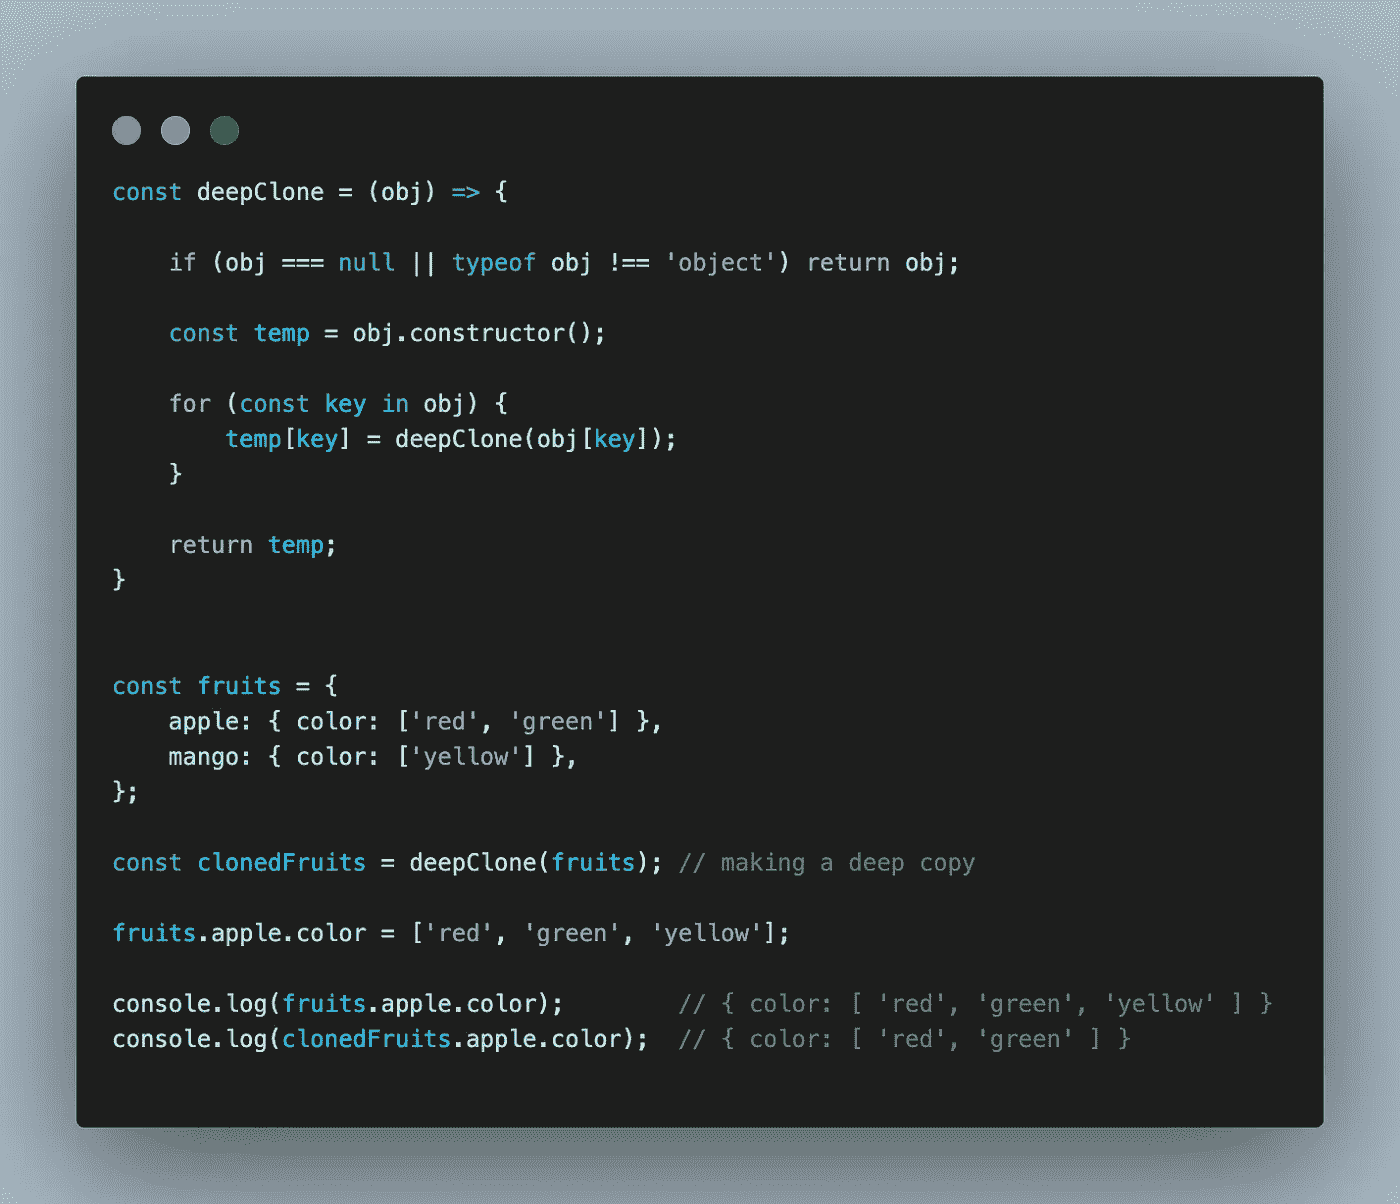 const deepClone = (obj) => {
if (obj === null || typeof obj !== 'object') return obj;
const temp = obj.constructor();
for (const key in obj) {
temp[key] = deepClone(obj[key]);
}
return temp;
}
const fruits = {
apple: { color: ['red', 'green'] },
mango: { color: ['yellow'] },
};
const clonedFruits = deepClone(fruits); // making a deep copy
fruits.apple.color = ['red', 'green', 'yellow'];
console.log(fruits.apple.color);        // { color: [ 'red', 'green', 'yellow' ] }
console.log(clonedFruits.apple.color);  // { color: [ 'red', 'green' ] }